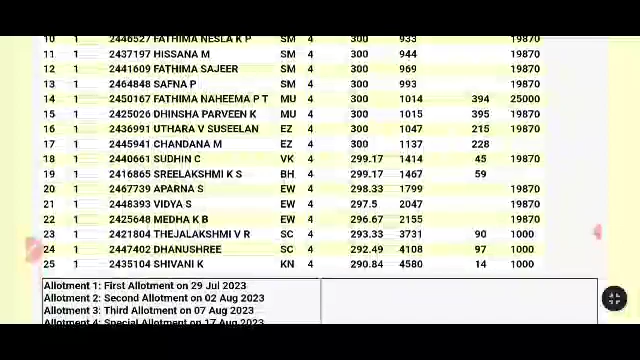 10 1 2446527 FATHIMA NESLA K P SM 4 300 933 19870
11 1 2437197 HISSANA M SM 4 300 944 19870
12 1 2441609 FATHIMA SAJEER SM 4 300 969 19870
13 1 2464848 SAFNA P SM 4 300 993 19870
14 1 2450167 FATHIMA NAHEEMA P T MU 4 300 1014 394 25000
15 1 2425026 DHINSHA PARVEEN K MU 4 300 1015 395 19870
16 1 2436991 UTHARA V SUSEELAN EZ 4 300 1047 215 19870
17 1 2445941 CHANDANA M EZ 4 300 1137 228
18 1 2440661 SUDHIN C VK 4 299.17 1414 45 19870
19 1 2416865 SREELAKSHMI K S BH 4 299.17 1467 59
20 1 2467739 APARNA S EW 4 298.33 1799 19870
21 1 2448393 VIDYA S EW 4 297.5 2047 19870
22 1 2425648 MEDHA K B EW 4 296.67 2155 19870
23 1 2421804 THEJALAKSHMI V R SC 4 293.33 3731 90 1000
24 1 2447402 DHANUSHREE SC 4 292.49 4108 97 1000
25 1 2435104 SHIVANI K KN 4 290.84 4580 14 1000
Allotment 1: First Allotment on 29 Jul 2023
Allotment 2: Second Allotment on 02 Aug 2023
Allotment 3: Third Allotment on 07 Aug 2023
Allotment 4: Special Allotment on 17 Aug 2023